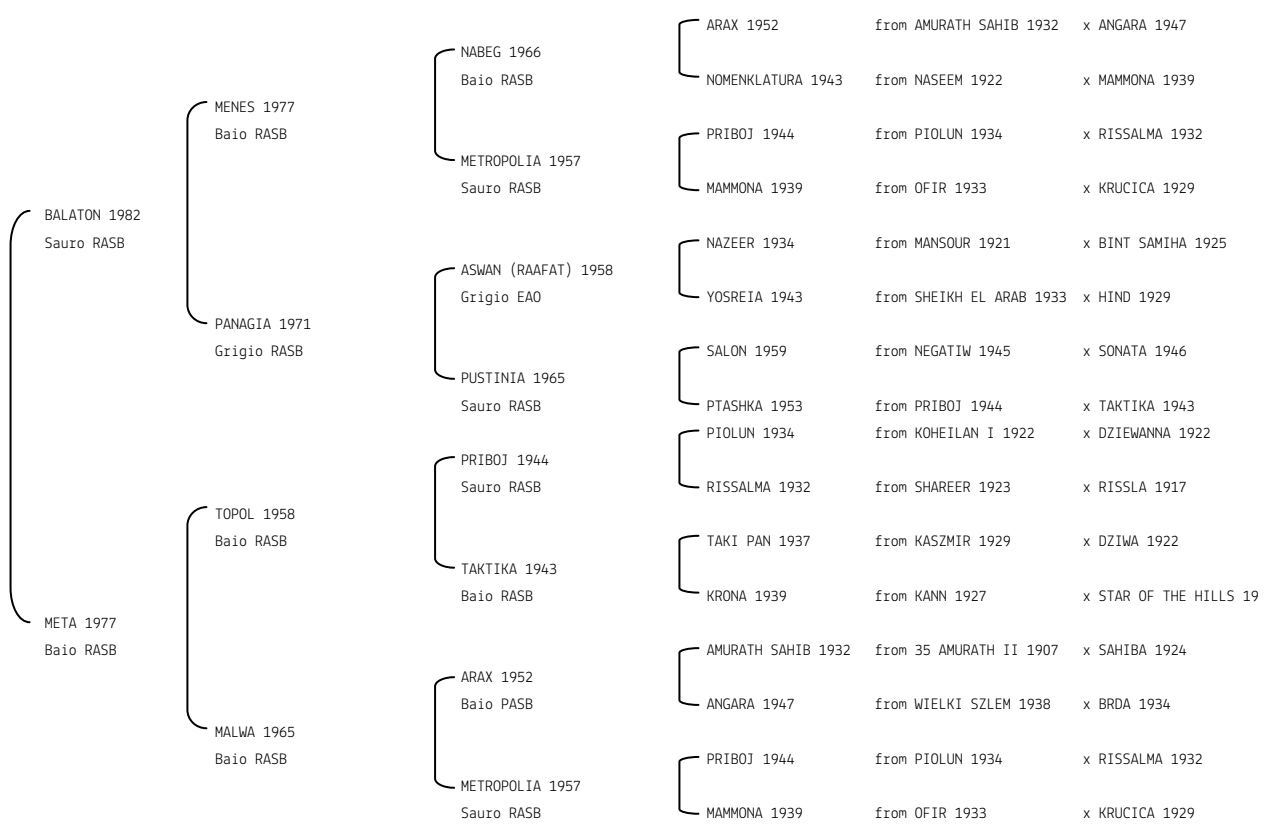 ARAX 1952 from AMURATH SAHIB 1932 x ANGARA 1947
NABEG 1966
Baio RASB NOMENKLATURA 1943 from NASEEM 1922 x MAMMONA 1939
MENES 1977
Baio RASB PRIBOJ 1944 from PIOLUN 1934 x RISSALMA 1932
METROPOLIA 1957
Sauro RASB MAMMONA 1939 from OFIR 1933 x KRUCICA 1929
BALATON 1982
Sauro RASB NAZEER 1934 from MANSOUR 1921 x BINT SAMIHA 1925
ASWAN (RAAFAT) 1958
Grigio EAO YOSREIA 1943 from SHEIKH EL ARAB 1933 x HIND 1929
PANAGIA 1971
Grigio RASB SALON 1959 from NEGATIW 1945 x SONATA 1946
PUSTINIA 1965
Sauro RASB PTASHKA 1953 from PRIBOJ 1944 x TAKTIKA 1943
PIOLUN 1934 from KOHEILAN I 1922 x DZIEWANNA 1922
PRIBOJ 1944
Sauro RASB RISSALMA 1932 from SHAREER 1923 x RISSLA 1917
TOPOL 1958
Baio RASB TAKI PAN 1937 from KASZMIR 1929 x DZIWA 1922
TAKTIKA 1943
Baio RASB KRONA 1939 from KANN 1927 x STAR OF THE HILLS 19
META 1977
Baio RASB AMURATH SAHIB 1932 from 35 AMURATH II 1907 x SAHIBA 1924
ARAX 1952
Baio PASB ANGARA 1947 from WIELKI SZLEM 1938 x BRDA 1934
MALWA 1965
Baio RASB PRIBOJ 1944 from PIOLUN 1934 x RISSALMA 1932
METROPOLIA 1957
Sauro RASB MAMMONA 1939 from OFIR 1933 x KRUCICA 1929